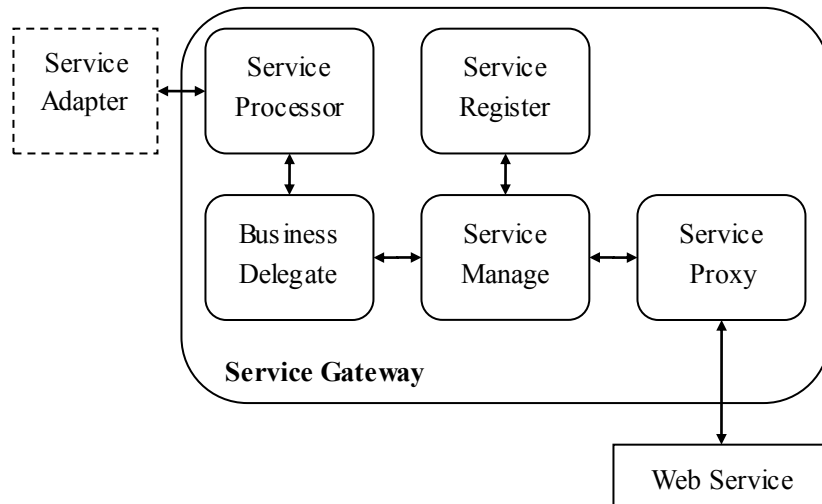 Service
Adapter
Service
Processor
Service
Register
Business
Delegate
Service
Manage
Service
Proxy
Service Gateway
Web Service